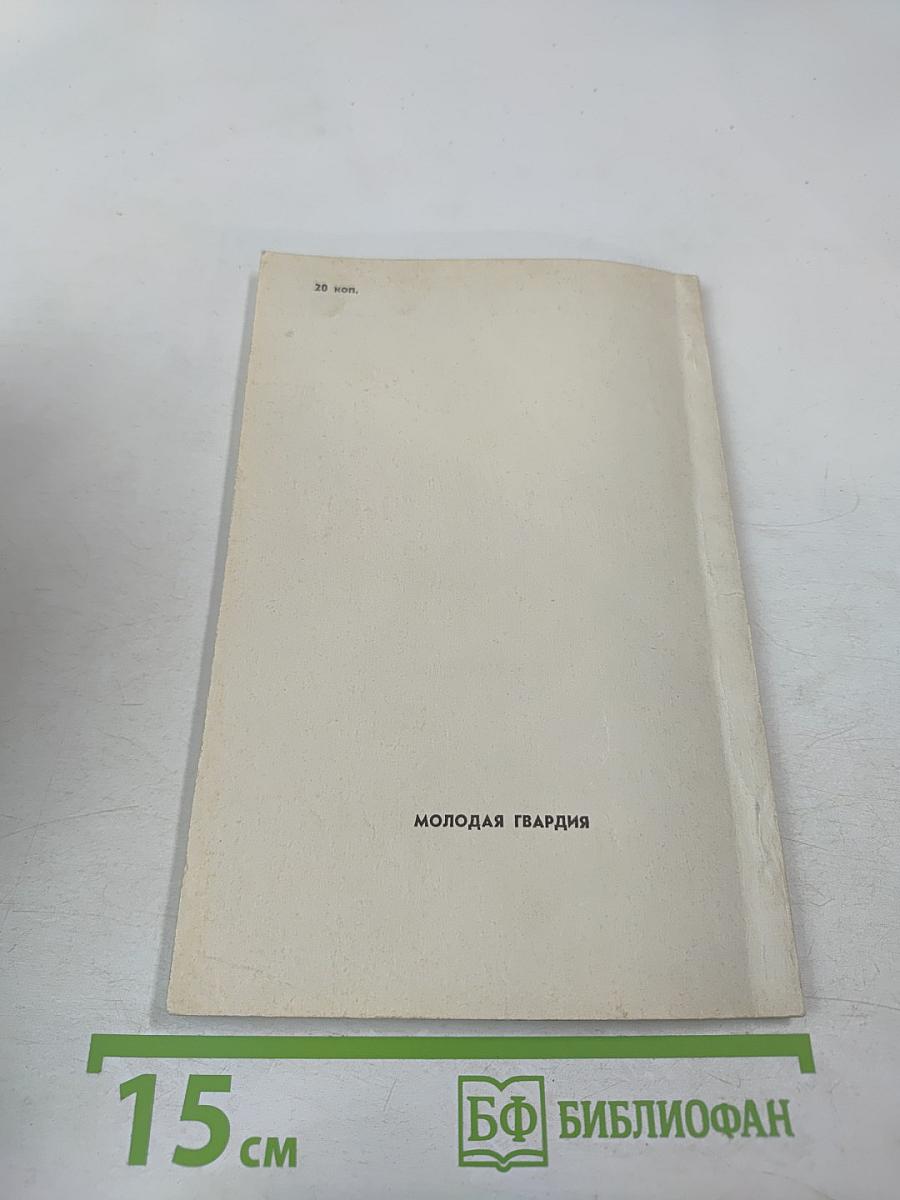 20 коп.
МОЛОДАЯ ГВАРДИЯ
15 см
БФ БИБЛИОФАН